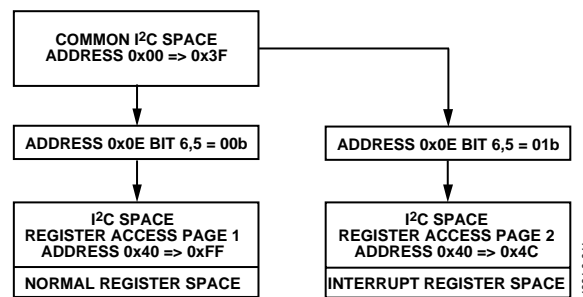 COMMON I²C SPACE
ADDRESS 0x00 => 0x3F
ADDRESS 0x0E BIT 6,5 = 00b
ADDRESS 0x0E BIT 6,5 = 01b
I²C SPACE
REGISTER ACCESS PAGE 1
ADDRESS 0x40 => 0xFF
NORMAL REGISTER SPACE
I²C SPACE
REGISTER ACCESS PAGE 2
ADDRESS 0x40 => 0x4C
INTERRUPT REGISTER SPACE